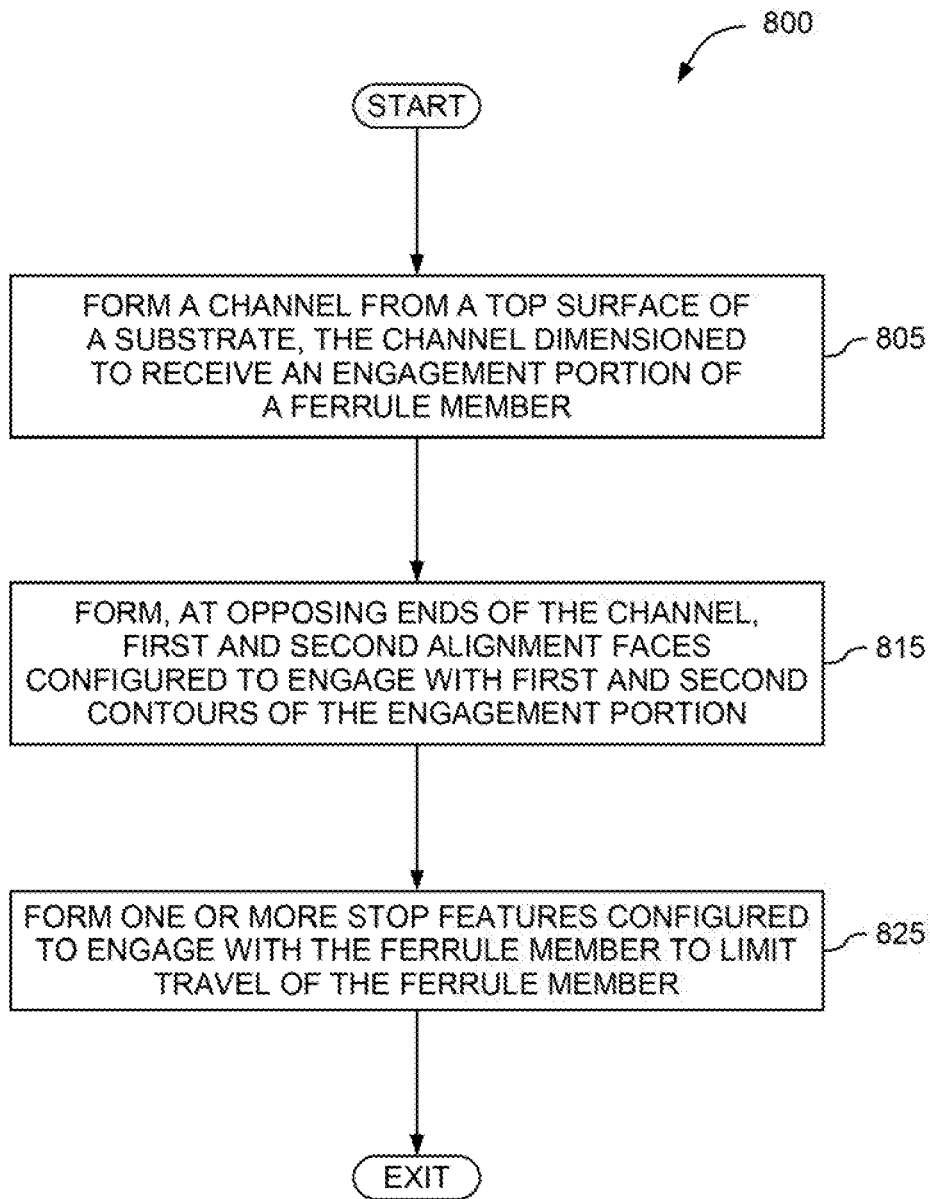 800
START
FORM A CHANNEL FROM A TOP SURFACE OF
A SUBSTRATE, THE CHANNEL DIMENSIONED
TO RECEIVE AN ENGAGEMENT PORTION OF
A FERRULE MEMBER
805
FORM, AT OPPOSING ENDS OF THE CHANNEL,
FIRST AND SECOND ALIGNMENT FACES
CONFIGURED TO ENGAGE WITH FIRST AND SECOND
CONTOURS OF THE ENGAGEMENT PORTION
815
FORM ONE OR MORE STOP FEATURES CONFIGURED
TO ENGAGE WITH THE FERRULE MEMBER TO LIMIT
TRAVEL OF THE FERRULE MEMBER
825
EXIT